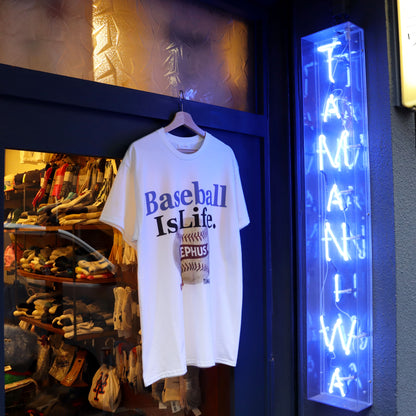 Baseball
Is Life.
EPHUS
TAMANIWA